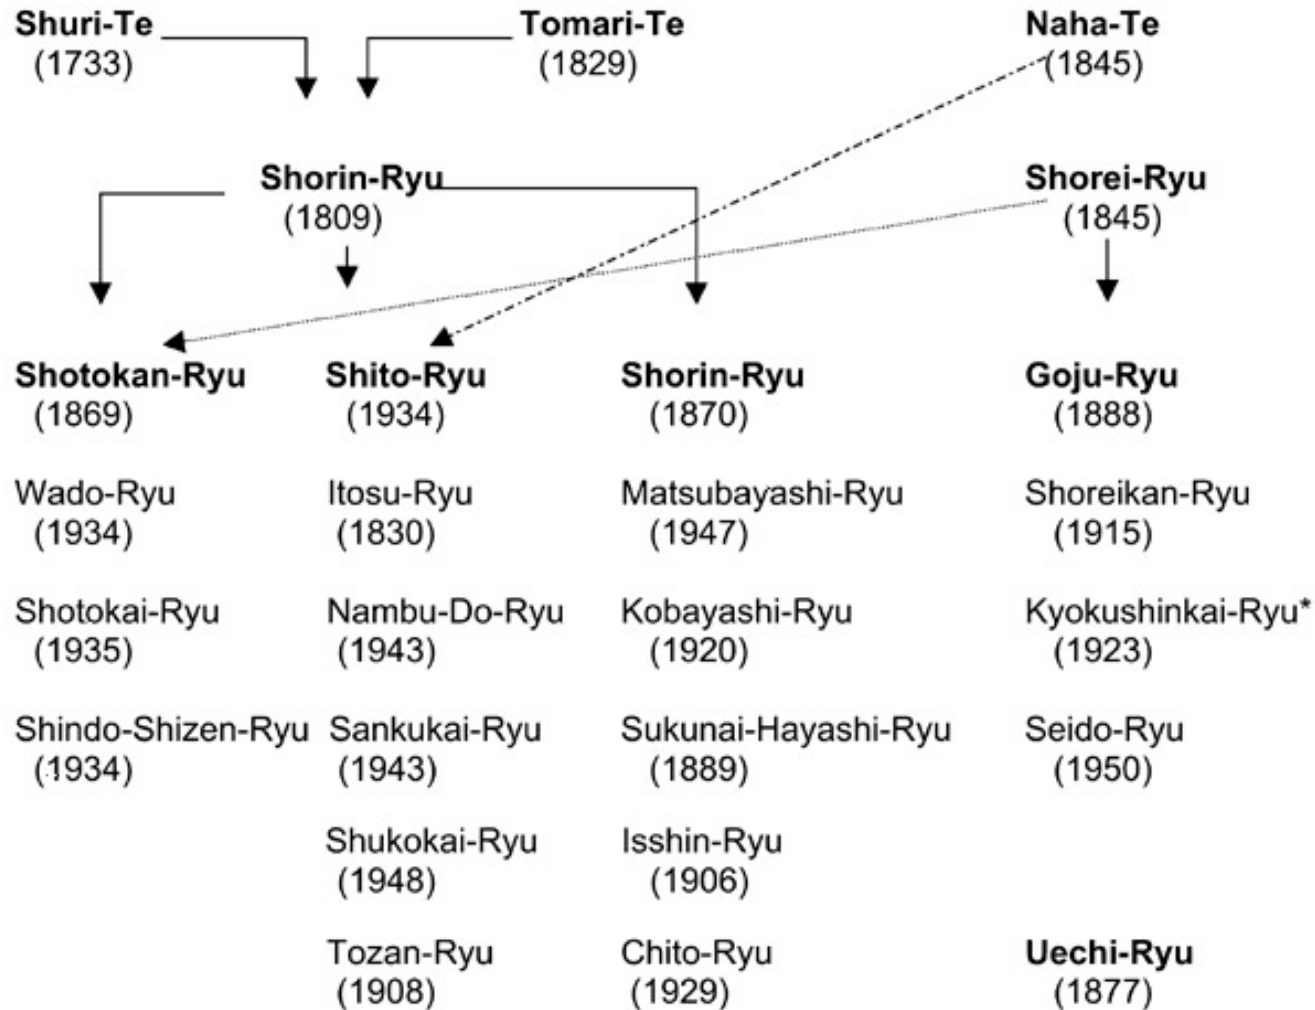 Shuri-Te Tomari-Te Naha-Te
(1733) (1829) (1845)
Shorin-Ryu Shorei-Ryu
(1809) (1845)
Shotokan-Ryu Shito-Ryu Shorin-Ryu Goju-Ryu
(1869) (1934) (1870) (1888)
Wado-Ryu Itosu-Ryu Matsubayashi-Ryu Shoreikan-Ryu
(1934) (1830) (1947) (1915)
Shotokai-Ryu Nambu-Do-Ryu Kobayashi-Ryu Kyokushinkai-Ryu*
(1935) (1943) (1920) (1923)
Shindo-Shizen-Ryu Sankukai-Ryu Sukunai-Hayashi-Ryu Seido-Ryu
(1934) (1943) (1889) (1950)
Shukokai-Ryu Isshin-Ryu
(1948) (1906)
Tozan-Ryu Chito-Ryu Uechi-Ryu
(1908) (1929) (1877)